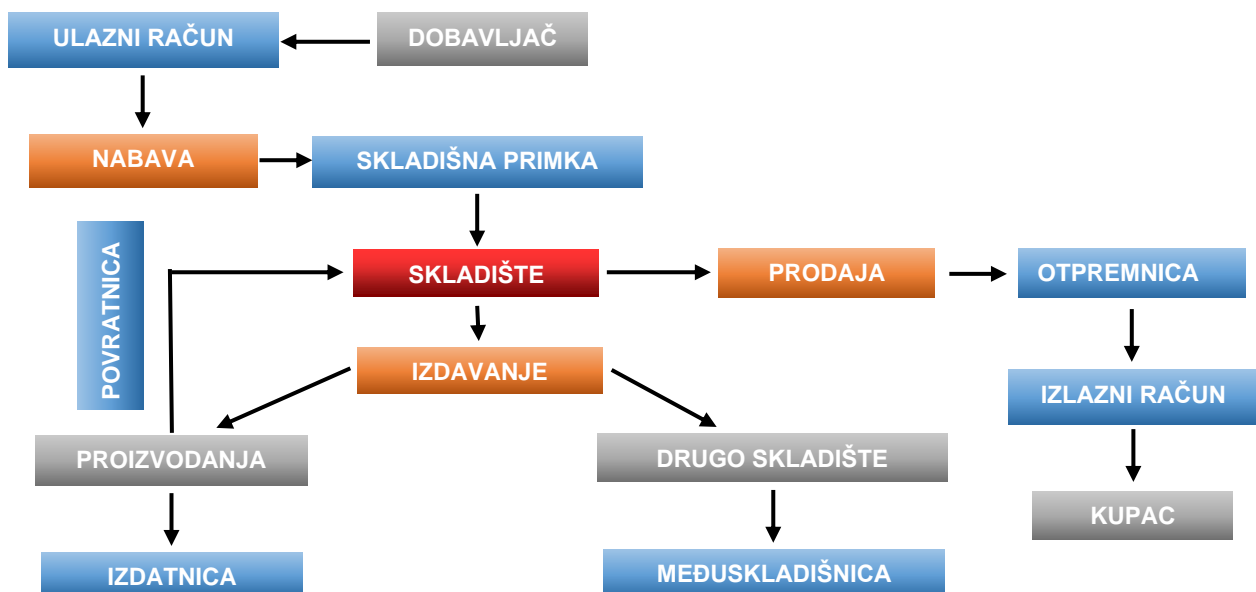 ULAZNI RAČUN
DOBAVLJAČ
NABAVA
SKLADIŠNA PRIMKA
POVRATNICA
SKLADIŠTE
PRODAJA
OTPREMNICA
IZDAVANJE
IZLAZNI RAČUN
PROIZVODANJA
DRUGO SKLADIŠTE
KUPAC
IZDATNICA
MEĐUSKLADIŠNICA